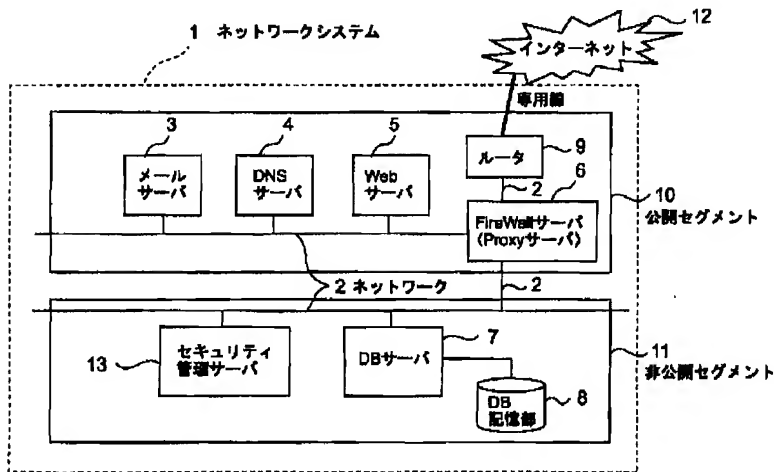 1 ネットワークシステム
12
インターネット
専用線
3
メール
サーバ
4
DNS
サーバ
5
Web
サーバ
ルータ
9
2
6
FireWallサーバ
(Proxyサーバ)
10
公開セグメント
2 ネットワーク
2
13
セキュリティ
管理サーバ
7
DBサーバ
11
非公開セグメント
DB
記憶部
8